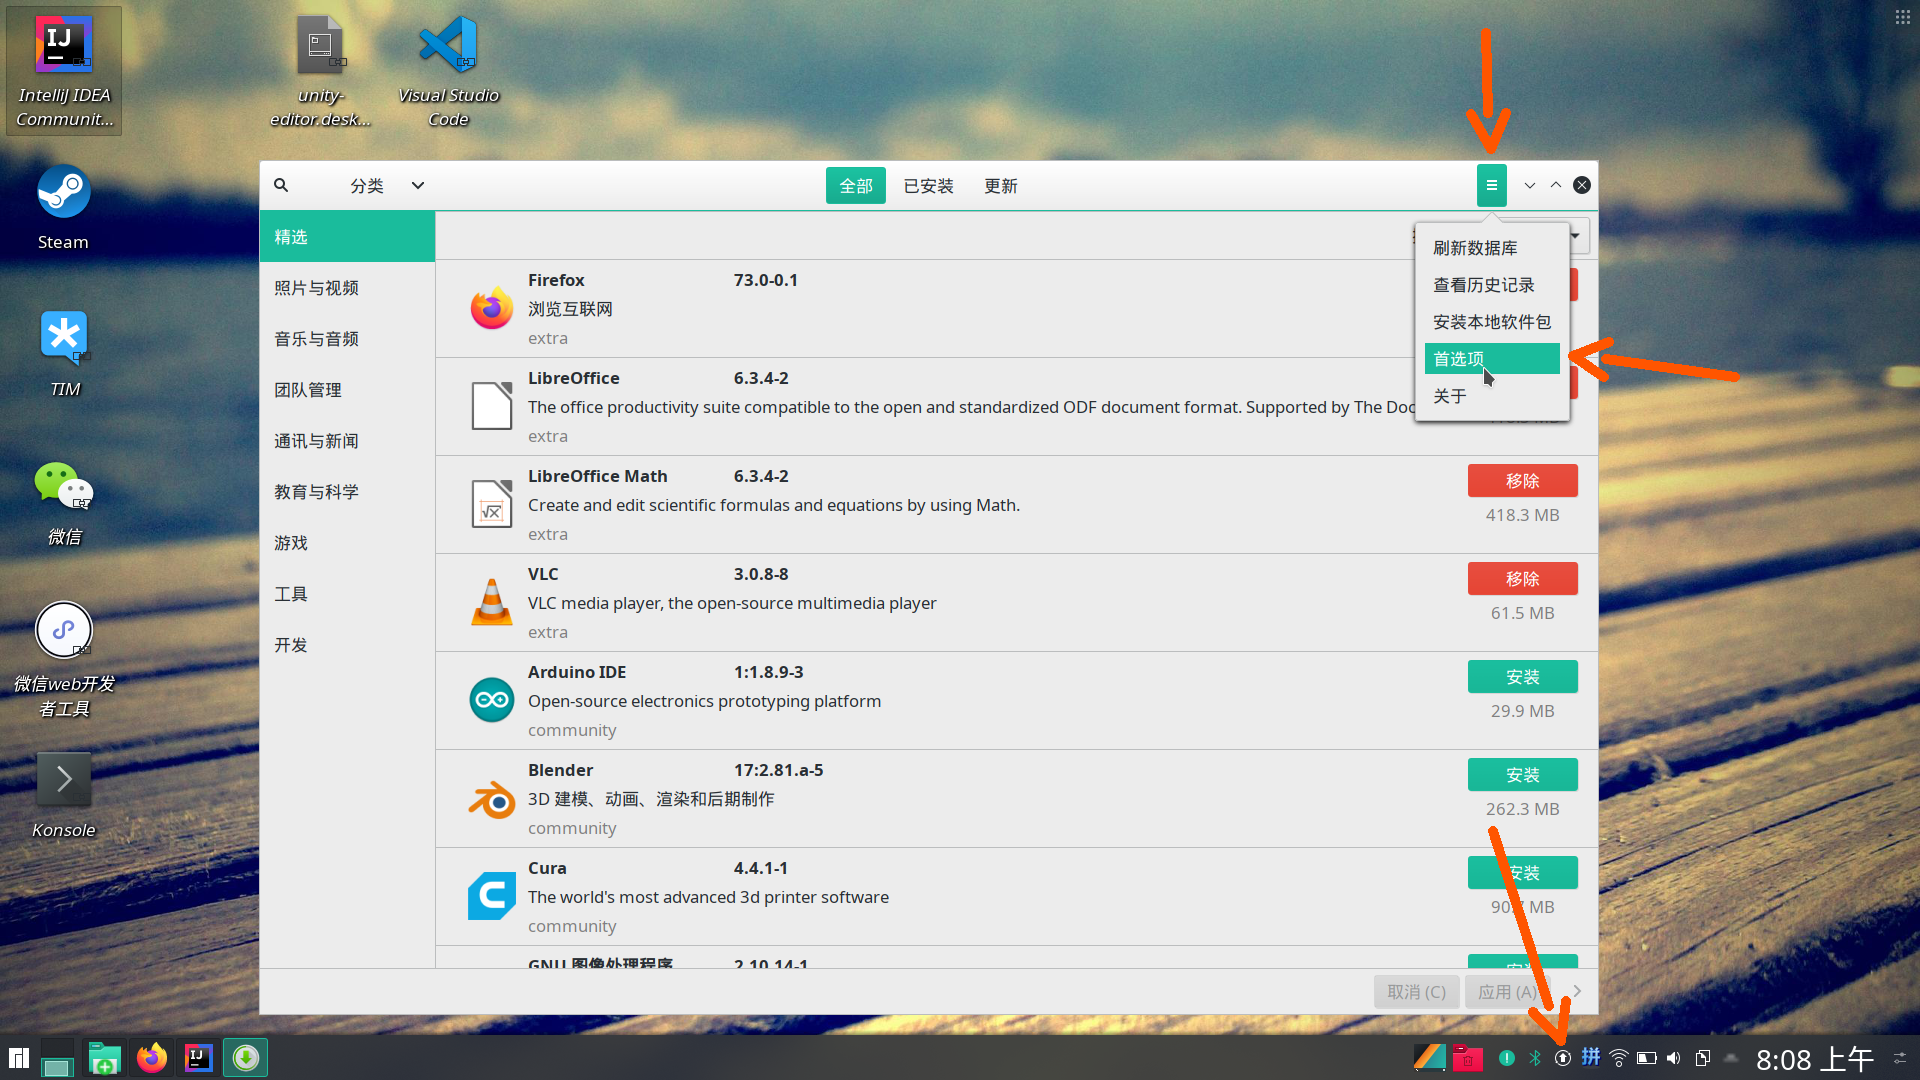 IntelliJ IDEA
Communit...
unity-
editor.desk...
Visual Studio
Code
Steam
TIM
微信
微信web开发
者工具
Konsole
分类
全部
已安装
更新
精选
照片与视频
音乐与音频
团队管理
通讯与新闻
教育与科学
游戏
工具
开发
刷新数据库
查看历史记录
安装本地软件包
首选项
关于
Firefox 73.0-0.1
浏览互联网
extra
LibreOffice 6.3.4-2
The office productivity suite compatible to the open and standardized ODF document format. Supported by The Doc
extra
LibreOffice Math 6.3.4-2
Create and edit scientific formulas and equations by using Math.
extra
移除
418.3 MB
VLC 3.0.8-8
VLC media player, the open-source multimedia player
extra
移除
61.5 MB
Arduino IDE 1:1.8.9-3
Open-source electronics prototyping platform
community
安装
29.9 MB
Blender 17:2.81.a-5
3D 建模、动画、渲染和后期制作
community
安装
262.3 MB
Cura 4.4.1-1
The world's most advanced 3d printer software
community
安装
MB
GNU 图像处理程序 2.10.14-1
安装
取消 (C)
应用 (A)
拼
8:08 上午